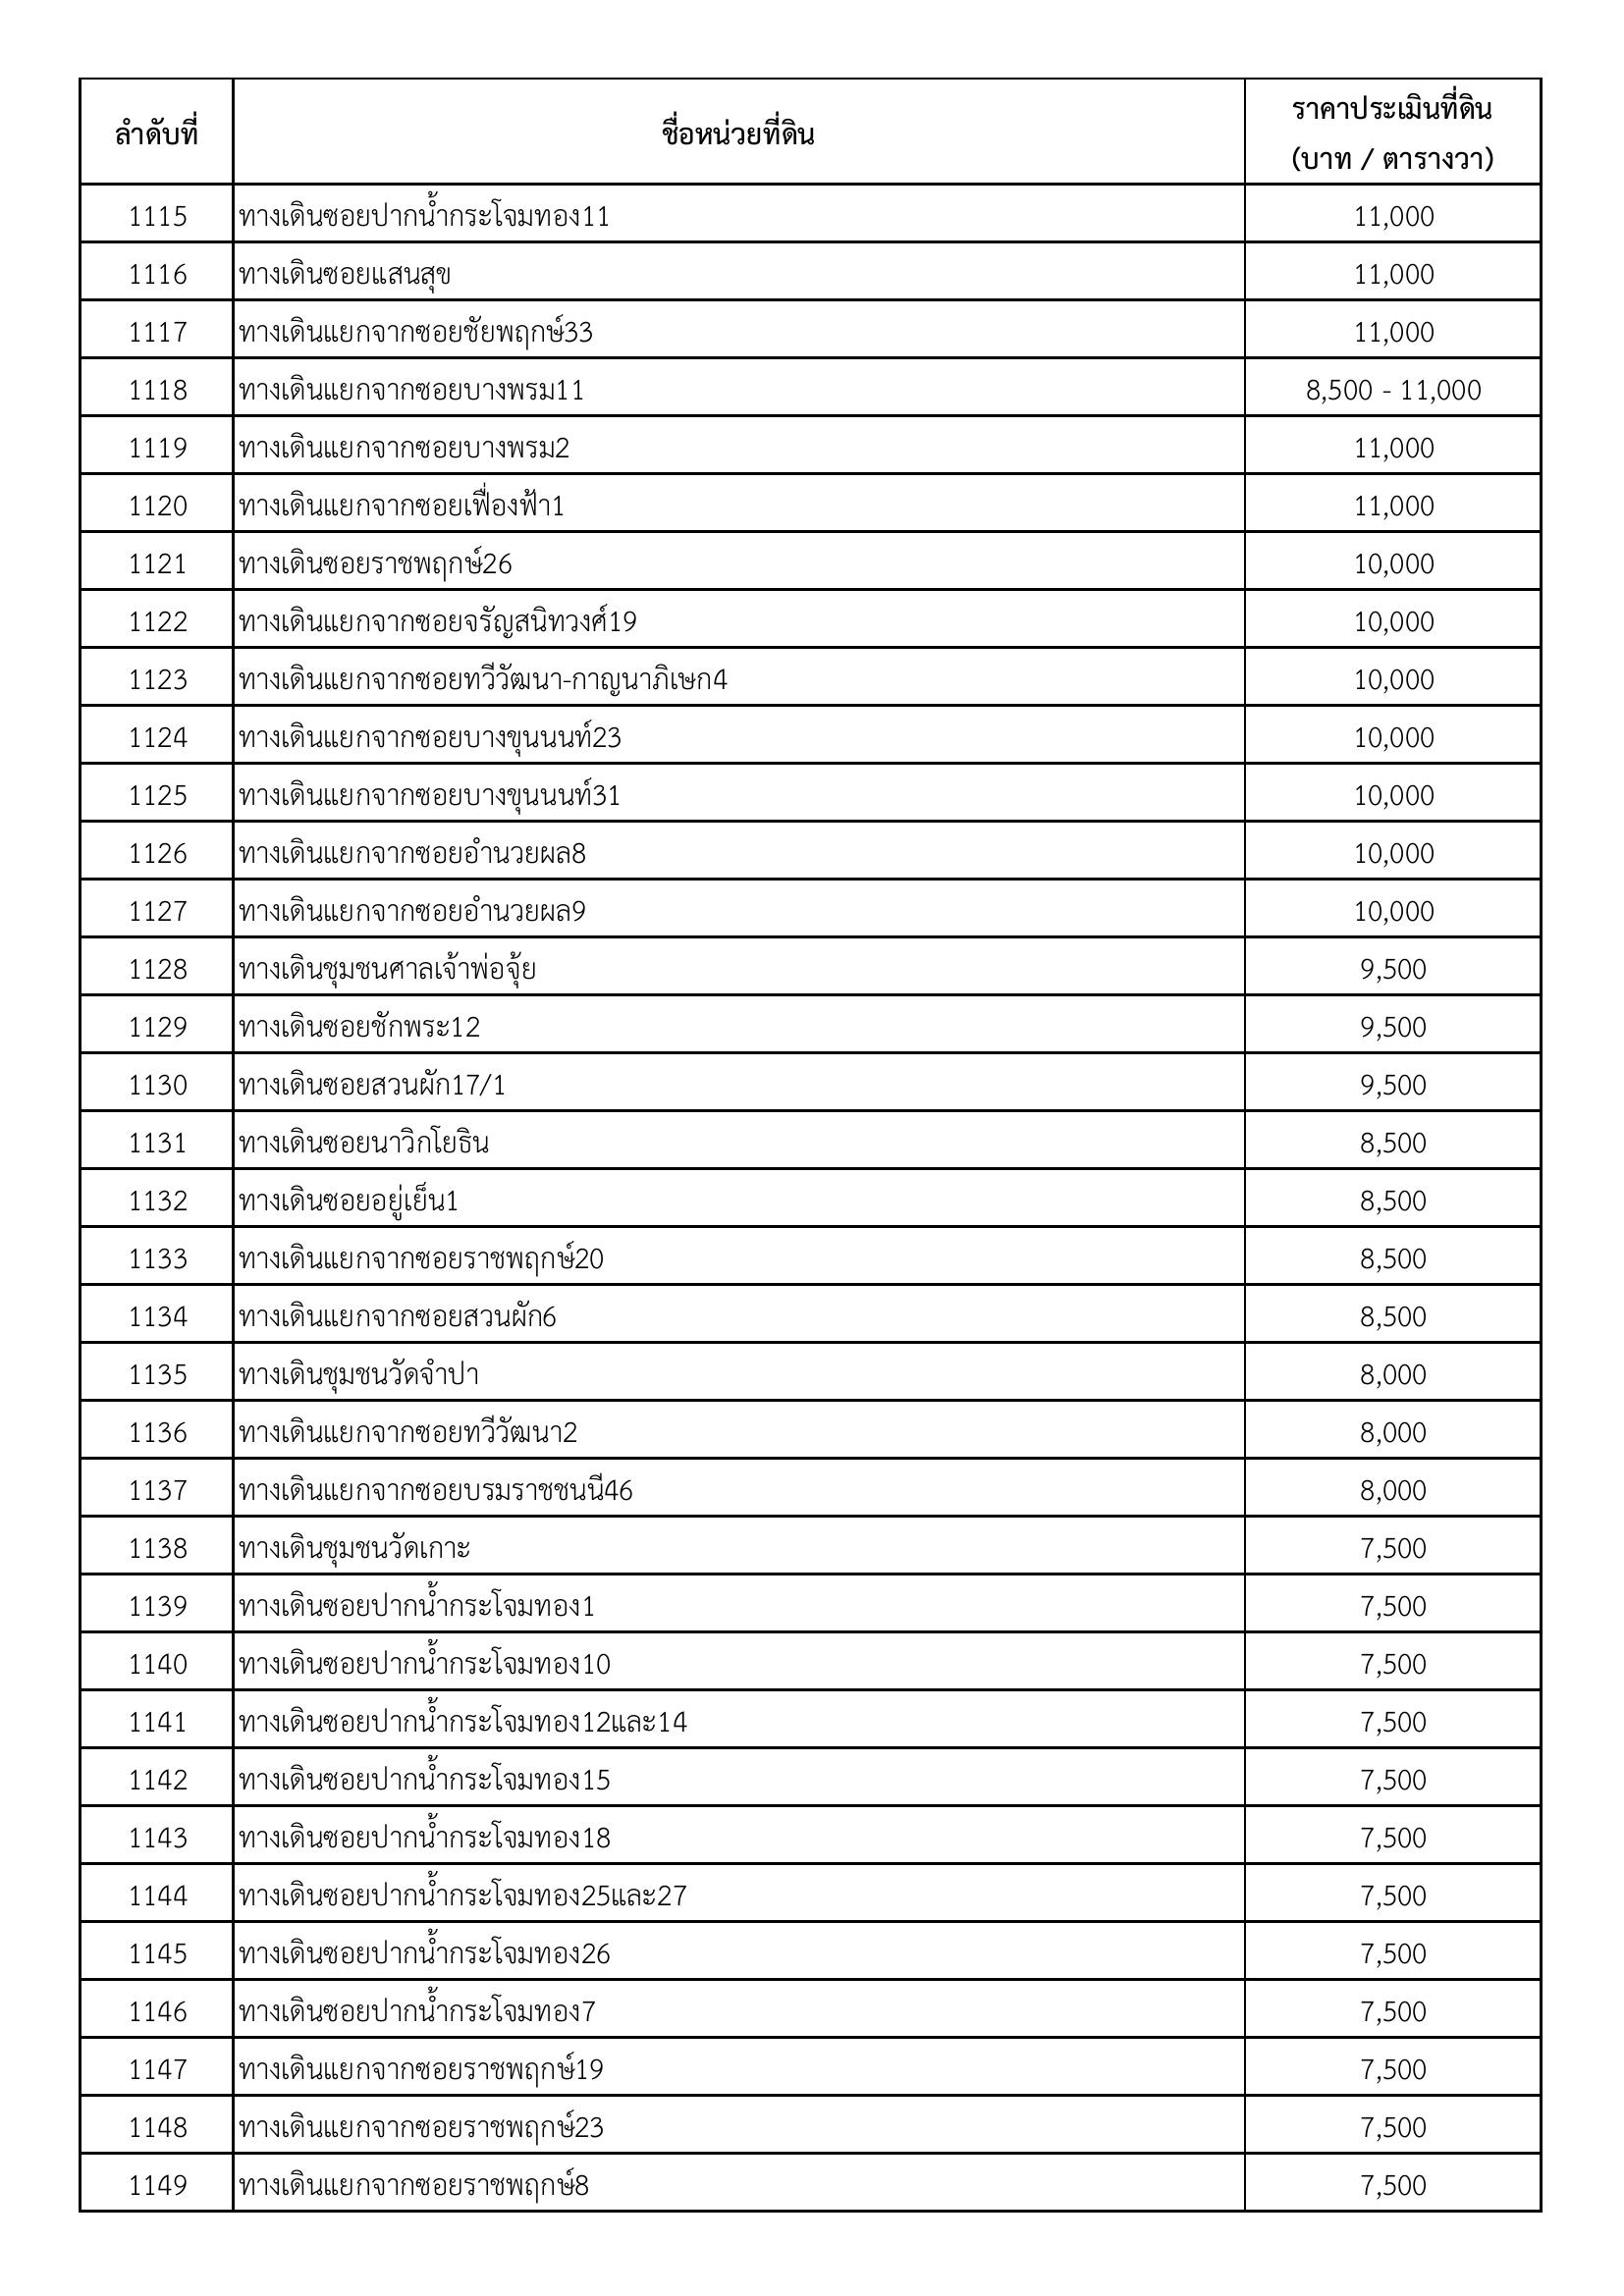 ลำดับที่ ชื่อหน่วยที่ดิน ราคาประเมินที่ดิน
(บาท / ตารางวา)
1115 ทางเดินซอยปากน้ำกระโจมทอง11 11,000
1116 ทางเดินซอยแสนสุข 11,000
1117 ทางเดินแยกจากซอยชัยพฤกษ์33 11,000
1118 ทางเดินแยกจากซอยบางพรม11 8,500 - 11,000
1119 ทางเดินแยกจากซอยบางพรม2 11,000
1120 ทางเดินแยกจากซอยเฟื่องฟ้า1 11,000
1121 ทางเดินซอยราชพฤกษ์26 10,000
1122 ทางเดินแยกจากซอยจรัญสนิทวงศ์19 10,000
1123 ทางเดินแยกจากซอยทวีวัฒนา-กาญนาภิเษก4 10,000
1124 ทางเดินแยกจากซอยบางขุนนนท์23 10,000
1125 ทางเดินแยกจากซอยบางขุนนนท์31 10,000
1126 ทางเดินแยกจากซอยอำนวยผล8 10,000
1127 ทางเดินแยกจากซอยอำนวยผล9 10,000
1128 ทางเดินชุมชนศาลเจ้าพ่อจุ้ย 9,500
1129 ทางเดินซอยชักพระ12 9,500
1130 ทางเดินซอยสวนผัก17/1 9,500
1131 ทางเดินซอยนาวิกโยธิน 8,500
1132 ทางเดินซอยอยู่เย็น1 8,500
1133 ทางเดินแยกจากซอยราชพฤกษ์20 8,500
1134 ทางเดินแยกจากซอยสวนผัก6 8,500
1135 ทางเดินชุมชนวัดจำปา 8,000
1136 ทางเดินแยกจากซอยทวีวัฒนา2 8,000
1137 ทางเดินแยกจากซอยบรมราชชนนี46 8,000
1138 ทางเดินชุมชนวัดเกาะ 7,500
1139 ทางเดินซอยปากน้ำกระโจมทอง1 7,500
1140 ทางเดินซอยปากน้ำกระโจมทอง10 7,500
1141 ทางเดินซอยปากน้ำกระโจมทอง12และ14 7,500
1142 ทางเดินซอยปากน้ำกระโจมทอง15 7,500
1143 ทางเดินซอยปากน้ำกระโจมทอง18 7,500
1144 ทางเดินซอยปากน้ำกระโจมทอง25และ27 7,500
1145 ทางเดินซอยปากน้ำกระโจมทอง26 7,500
1146 ทางเดินซอยปากน้ำกระโจมทอง7 7,500
1147 ทางเดินแยกจากซอยราชพฤกษ์19 7,500
1148 ทางเดินแยกจากซอยราชพฤกษ์23 7,500
1149 ทางเดินแยกจากซอยราชพฤกษ์8 7,500